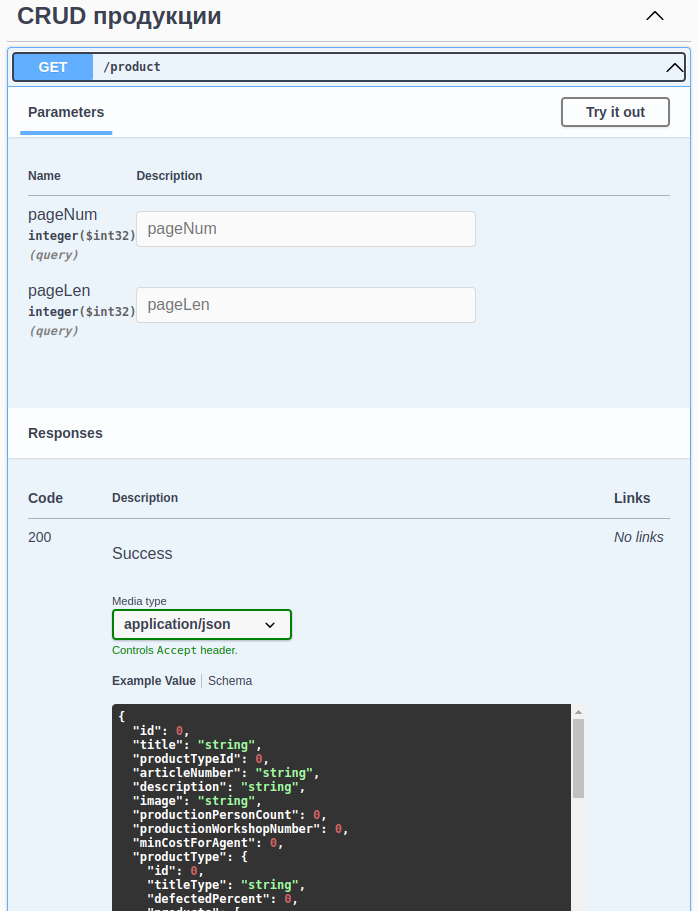 CRUD продукции
GET /product
Parameters
Try it out
Name Description
pageNum
integer($int32)
(query)
pageNum
pageLen
integer($int32)
(query)
pageLen
Responses
Code Description Links
200 Success No links
Media type
application/json
Controls Accept header.
Example Value Schema
{
"id": 0,
"title": "string",
"productTypeId": 0,
"articleNumber": "string",
"description": "string",
"image": "string",
"productionPersonCount": 0,
"productionWorkshopNumber": 0,
"minCostForAgent": 0,
"productType": {
"id": 0,
"titleType": "string",
"defectedPercent": 0,
"products": [